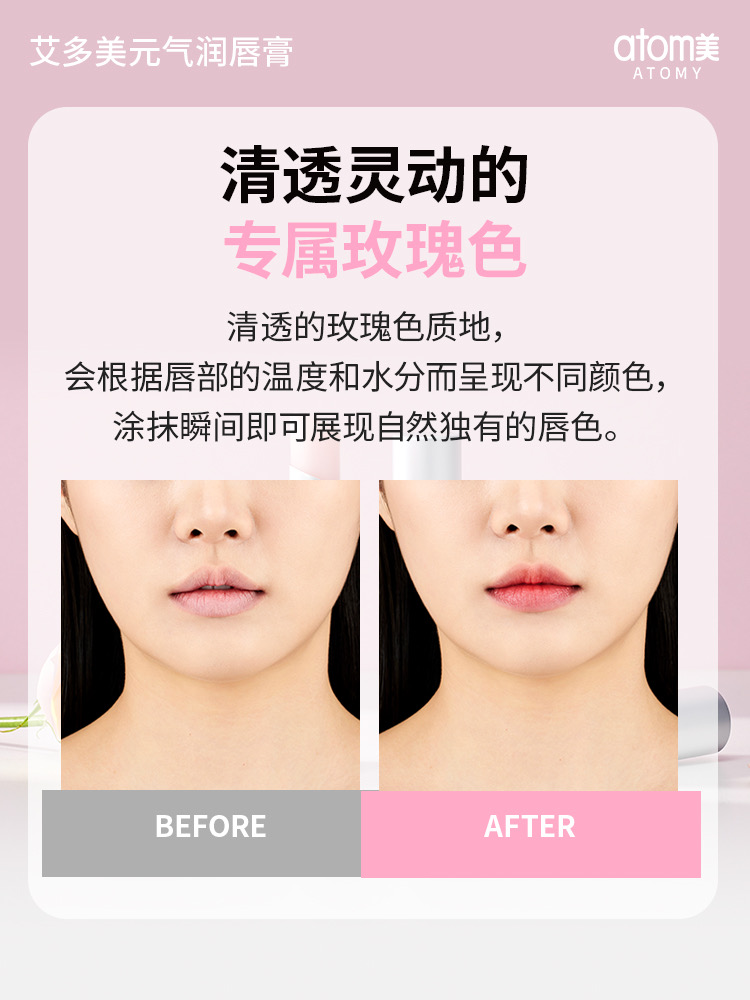 艾多美元气润唇膏
atom美
ATOMY
清透灵动的
专属玫瑰色
清透的玫瑰色质地，
会根据唇部的温度和水分而呈现不同颜色，
涂抹瞬间即可展现自然独有的唇色。
BEFORE
AFTER